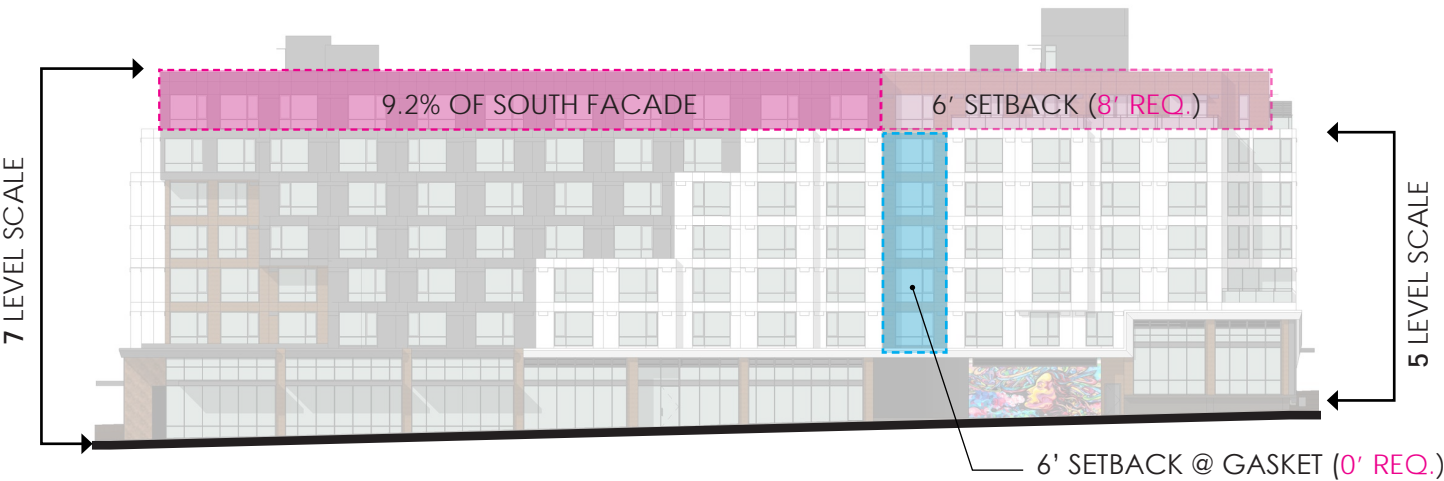 9.2% OF SOUTH FACADE
6’ SETBACK (8’ REQ.)
7 LEVEL SCALE
5 LEVEL SCALE
6’ SETBACK @ GASKET (0’ REQ.)